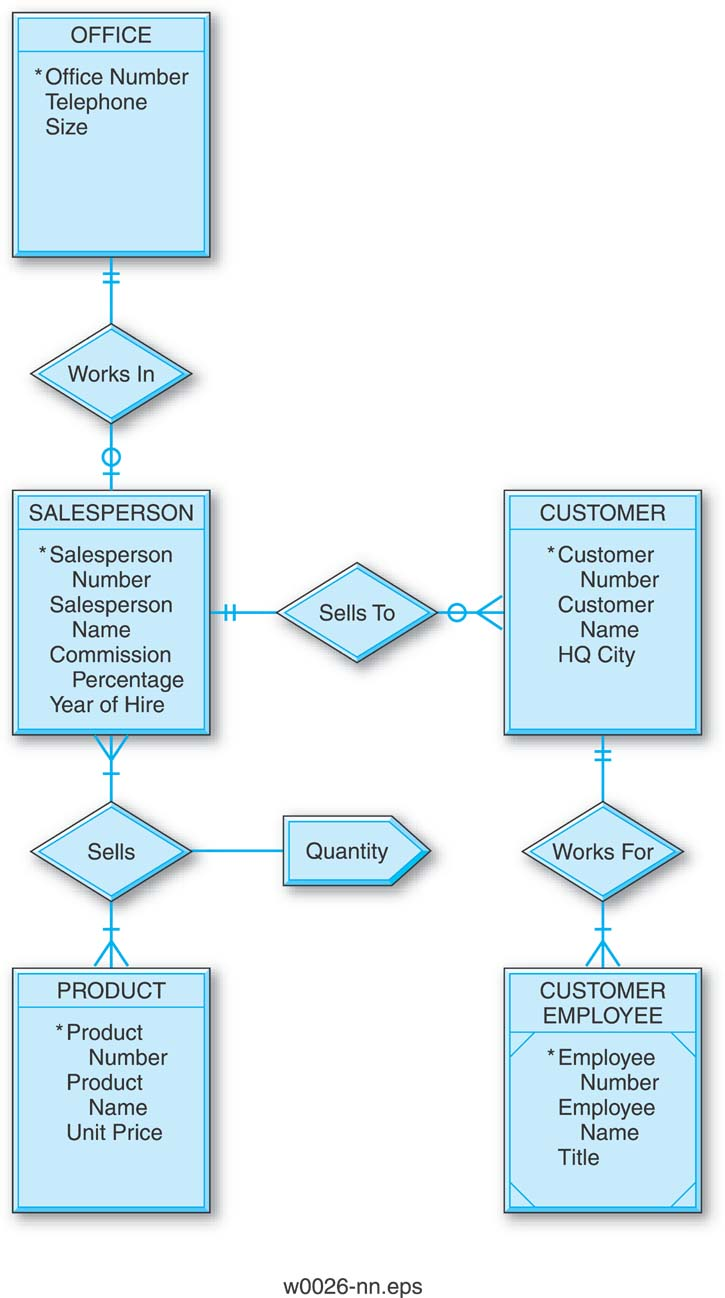 OFFICE
*Office Number
Telephone
Size
Works In
SALESPERSON
*Salesperson
Number
Salesperson
Name
Commission
Percentage
Year of Hire
Sells To
CUSTOMER
*Customer
Number
Customer
Name
HQ City
Sells
Quantity
Works For
PRODUCT
*Product
Number
Product
Name
Unit Price
CUSTOMER
EMPLOYEE
*Employee
Number
Employee
Name
Title
w0026-nn.eps